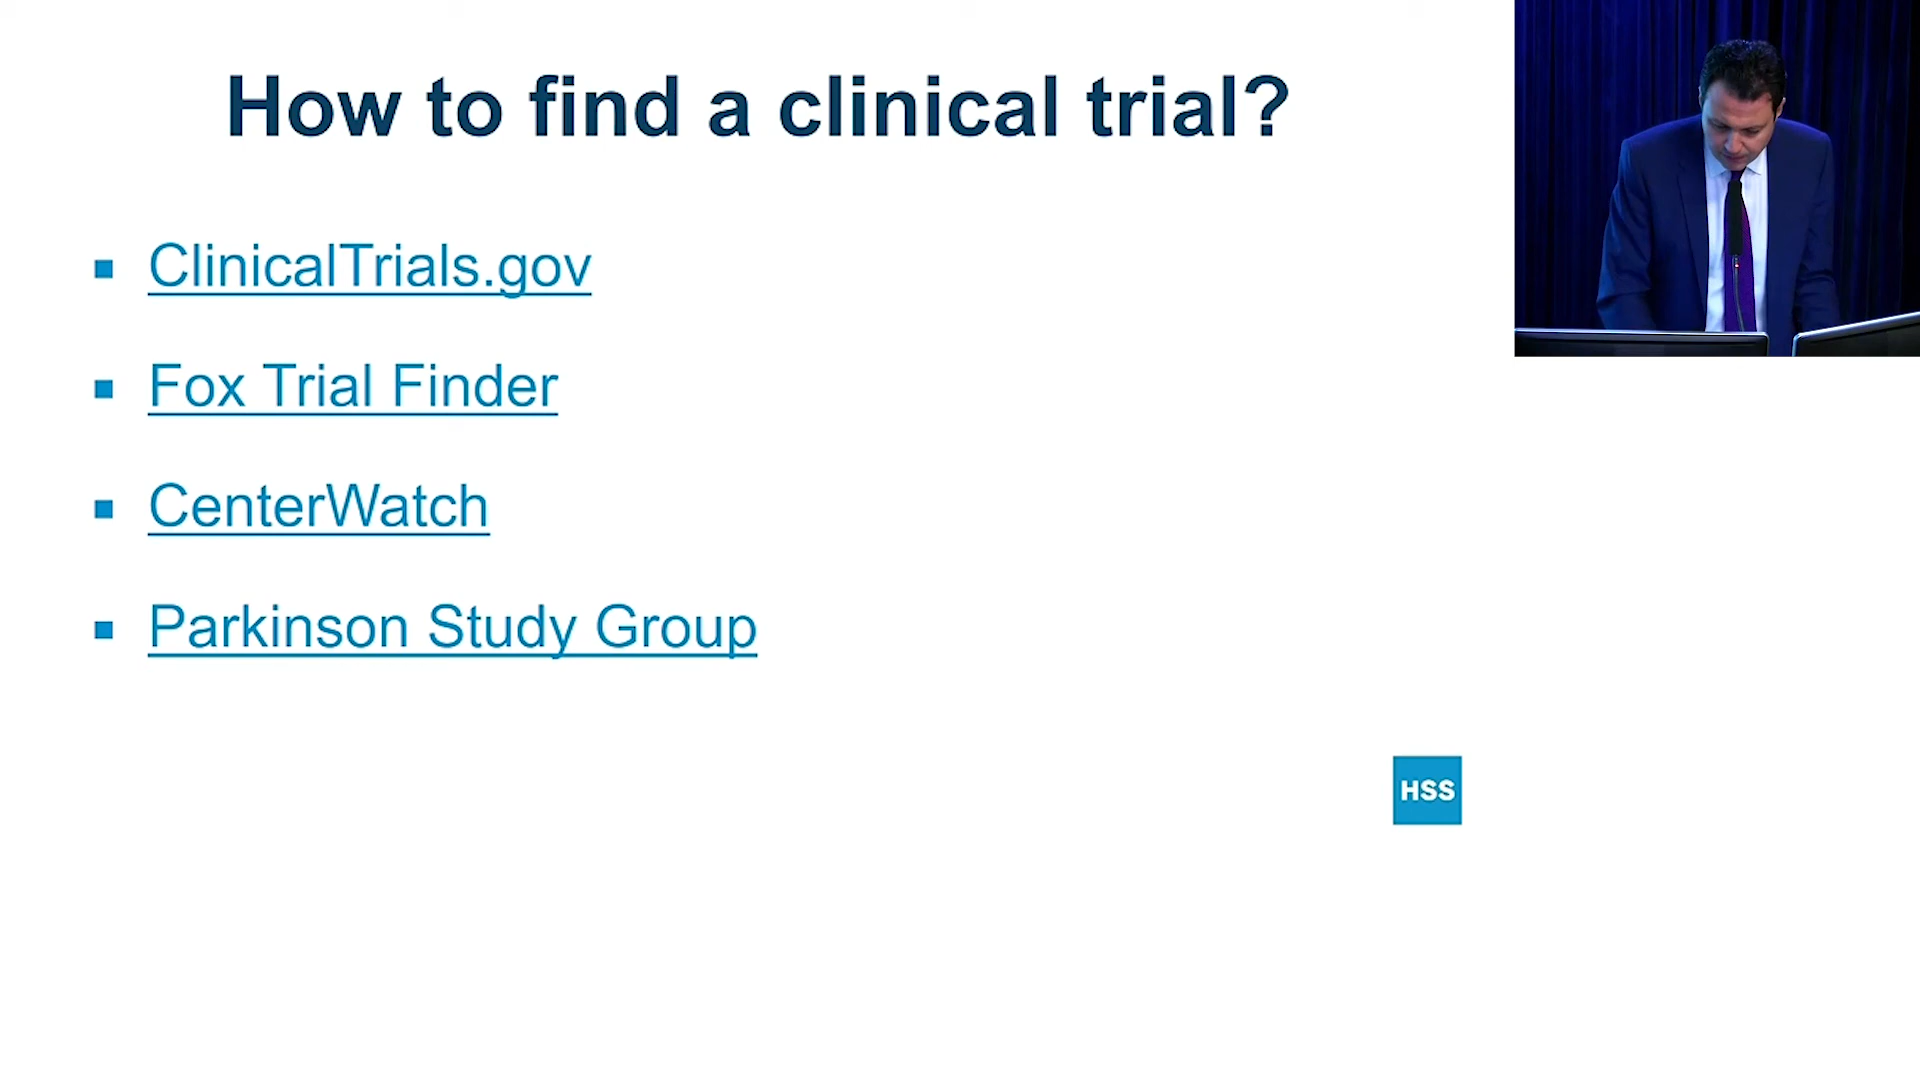 How to find a clinical trial?
ClinicalTrials.gov
Fox Trial Finder
CenterWatch
Parkinson Study Group
HSS